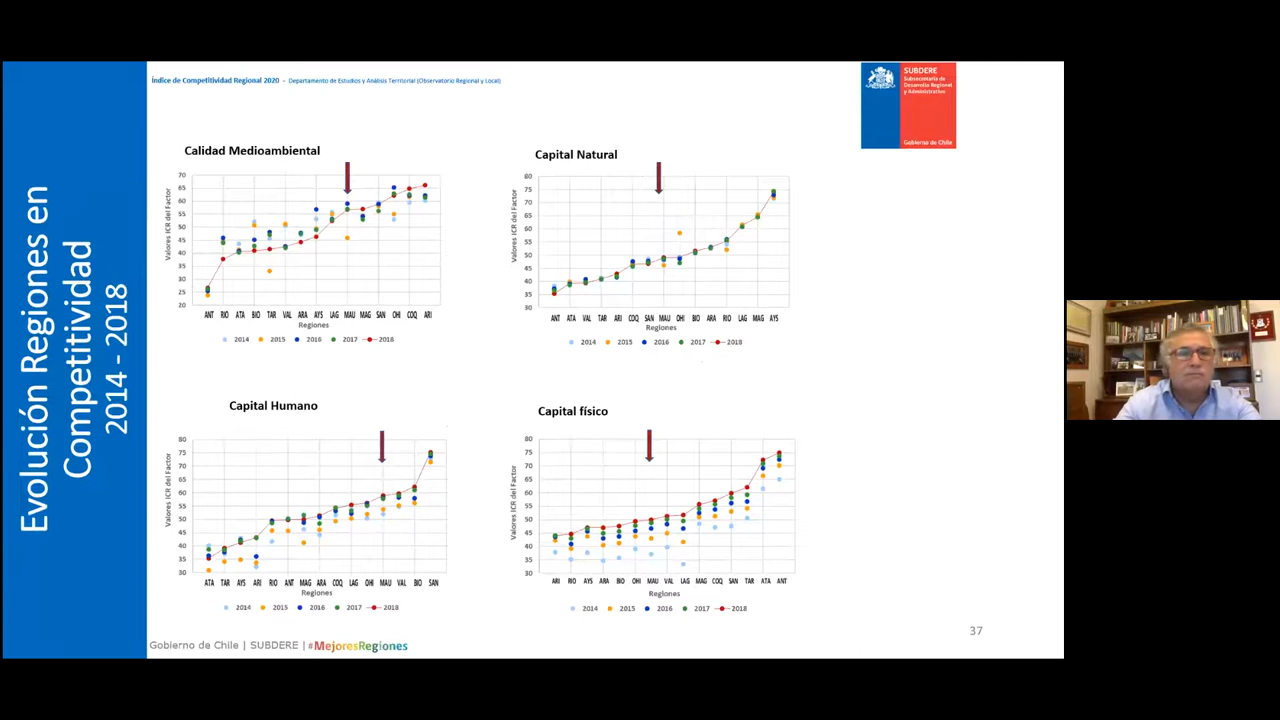 Evolución Regiones en
Competitividad
2014 - 2018
Índice de Competitividad Regional 2020 - Departamento de Estudios y Análisis Territorial (Observatorio Regional y Local)
SUBDERE
Subsecretaría de
Desarrollo Regional
y Administrativo
Gobierno de Chile
Calidad Medioambiental
Valores ICR del Factor
70
65
60
55
50
45
40
35
30
25
20
ANT RIO ATA BIO TAR VAL ARA AYS LAG MAU MAG SAN OHI COQ ARI
Regiones
2014 2015 2016 2017 2018
Capital Natural
Valores ICR del Factor
80
75
70
65
60
55
50
45
40
35
30
ANT ATA VAL TAR ARI COQ SAN MAU OHI BIO ARA RIO LAG MAG AYS
Regiones
2014 2015 2016 2017 2018
Capital Humano
Valores ICR del Factor
80
75
70
65
60
55
50
45
40
35
30
ATA TAR AYS ARI RIO ANT MAG ARA COQ LAG OHI MAU VAL BIO SAN
Regiones
2014 2015 2016 2017 2018
Capital físico
Valores ICR del Factor
80
75
70
65
60
55
50
45
40
35
30
ARI RIO AYS ARA BIO OHI MAU VAL LAG MAG COQ SAN TAR ATA ANT
Regiones
2014 2015 2016 2017 2018
Gobierno de Chile | SUBDERE | #MejoresRegiones
37